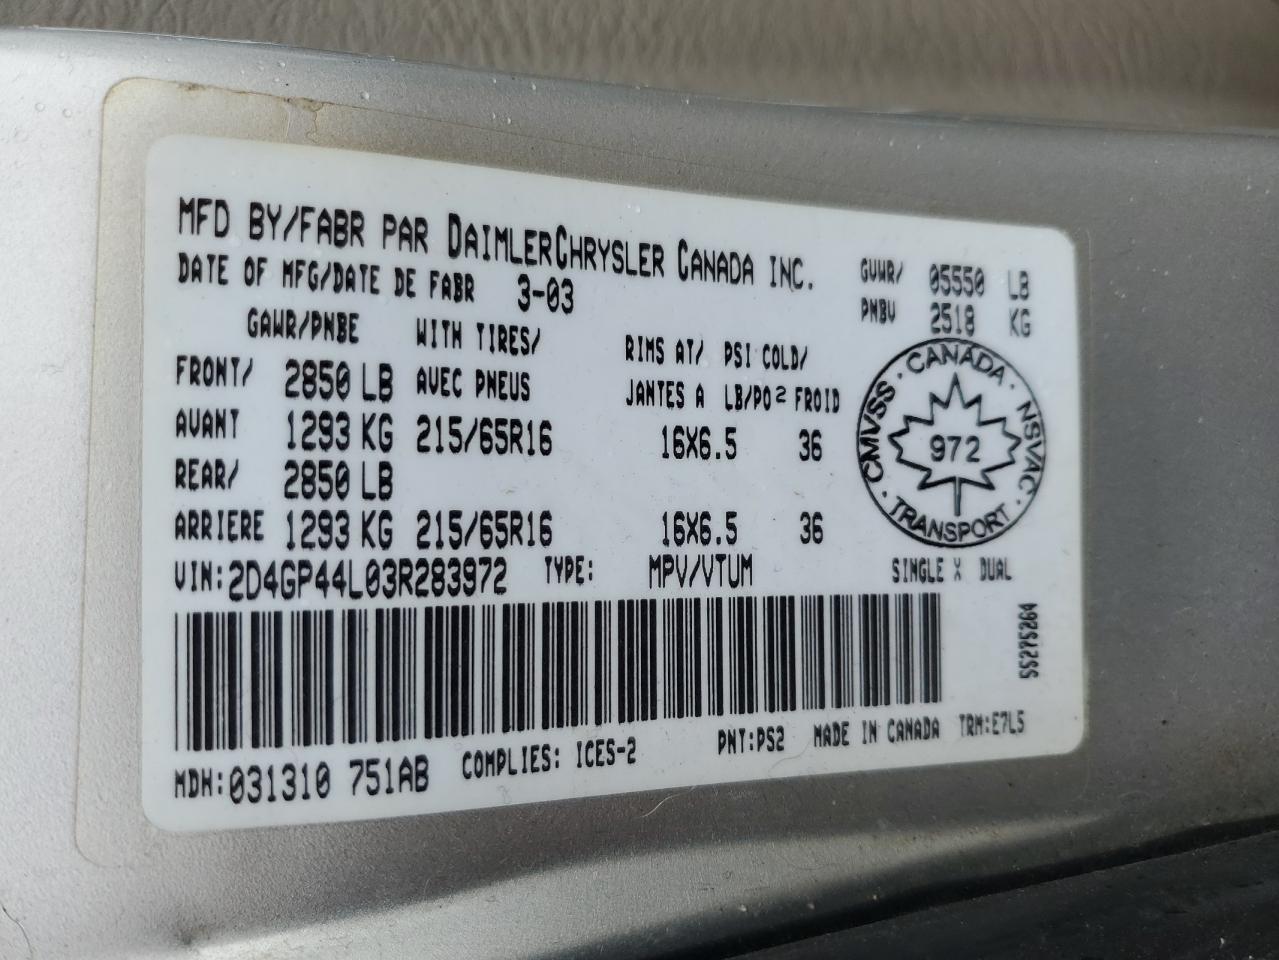 MFD BY/FABR PAR DAIMLERCHRYSLER CANADA INC.
DATE OF MFG/DATE DE FABR 3-03
GVWR/ 05550 LB
PNBV 2518 KG
GAWR/PNBE WITH TIRES/ RIMS AT/ PSI COLD/
FRONT/ 2850 LB AVEC PNEUS JANTES A LB/PO² FROID
AVANT 1293 KG 215/65R16 16X6.5 36
REAR/ 2850 LB
ARRIERE 1293 KG 215/65R16 16X6.5 36
CMVSS · CANADA · NSVAC · TRANSPORT ·
972
VIN:2D4GP44L03R283972 TYPE: MPV/VTUM SINGLE X DUAL
55275264
MDH:031310 751AB COMPLIES: ICES-2 PNT:PS2 MADE IN CANADA TRM:E7L5